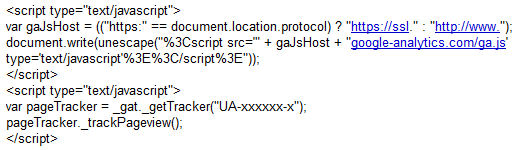 <script type="text/javascript">
var gaJsHost = (("https:" == document.location.protocol) ? "https://ssl." : "http://www.");
document.write(unescape("%3Cscript src='" + gaJsHost + "google-analytics.com/ga.js'
type='text/javascript'%3E%3C/script%3E"));
</script>
<script type="text/javascript">
var pageTracker = _gat._getTracker("UA-xxxxxx-x");
pageTracker._trackPageview();
</script>